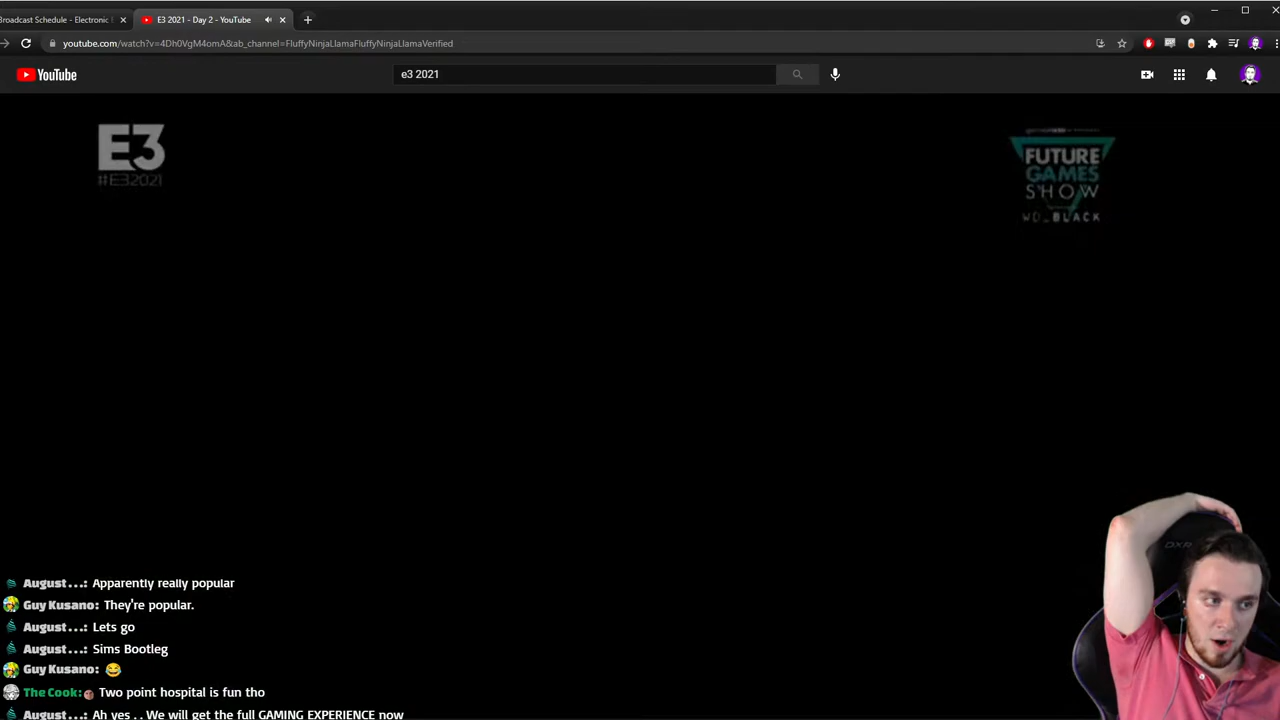 Broadcast Schedule - Electronic E
E3 2021 - Day 2 - YouTube
youtube.com/watch?v=4Dh0VgM4omA&ab_channel=FluffyNinjaLlamaFluffyNinjaLlamaVerified
YouTube
e3 2021
E3
#E32021
FUTURE
GAMES
SHOW
WD_BLACK
DXR
August...: Apparently really popular
Guy Kusano: They're popular.
August...: Lets go
August...: Sims Bootleg
Guy Kusano: 😂
The Cook: Two point hospital is fun tho
August...: Ah yes . . We will get the full GAMING EXPERIENCE now